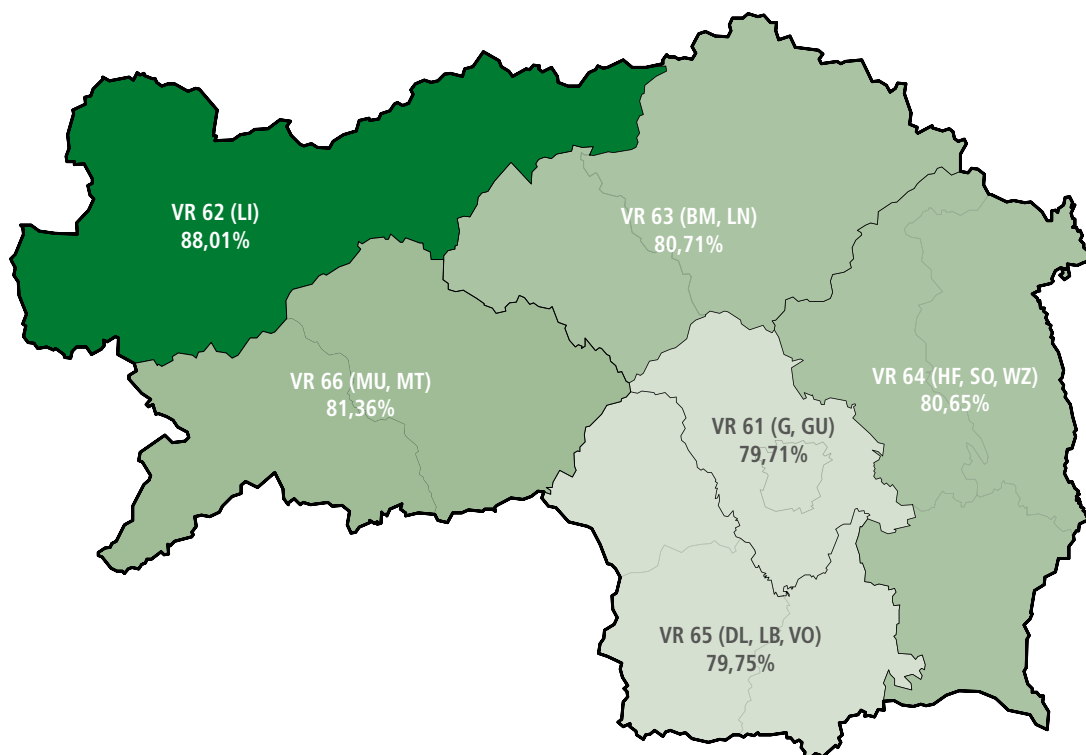 VR 62 (LI)
88,01%
VR 63 (BM, LN)
80,71%
VR 66 (MU, MT)
81,36%
VR 64 (HF, SO, WZ)
80,65%
VR 61 (G, GU)
79,71%
VR 65 (DL, LB, VO)
79,75%